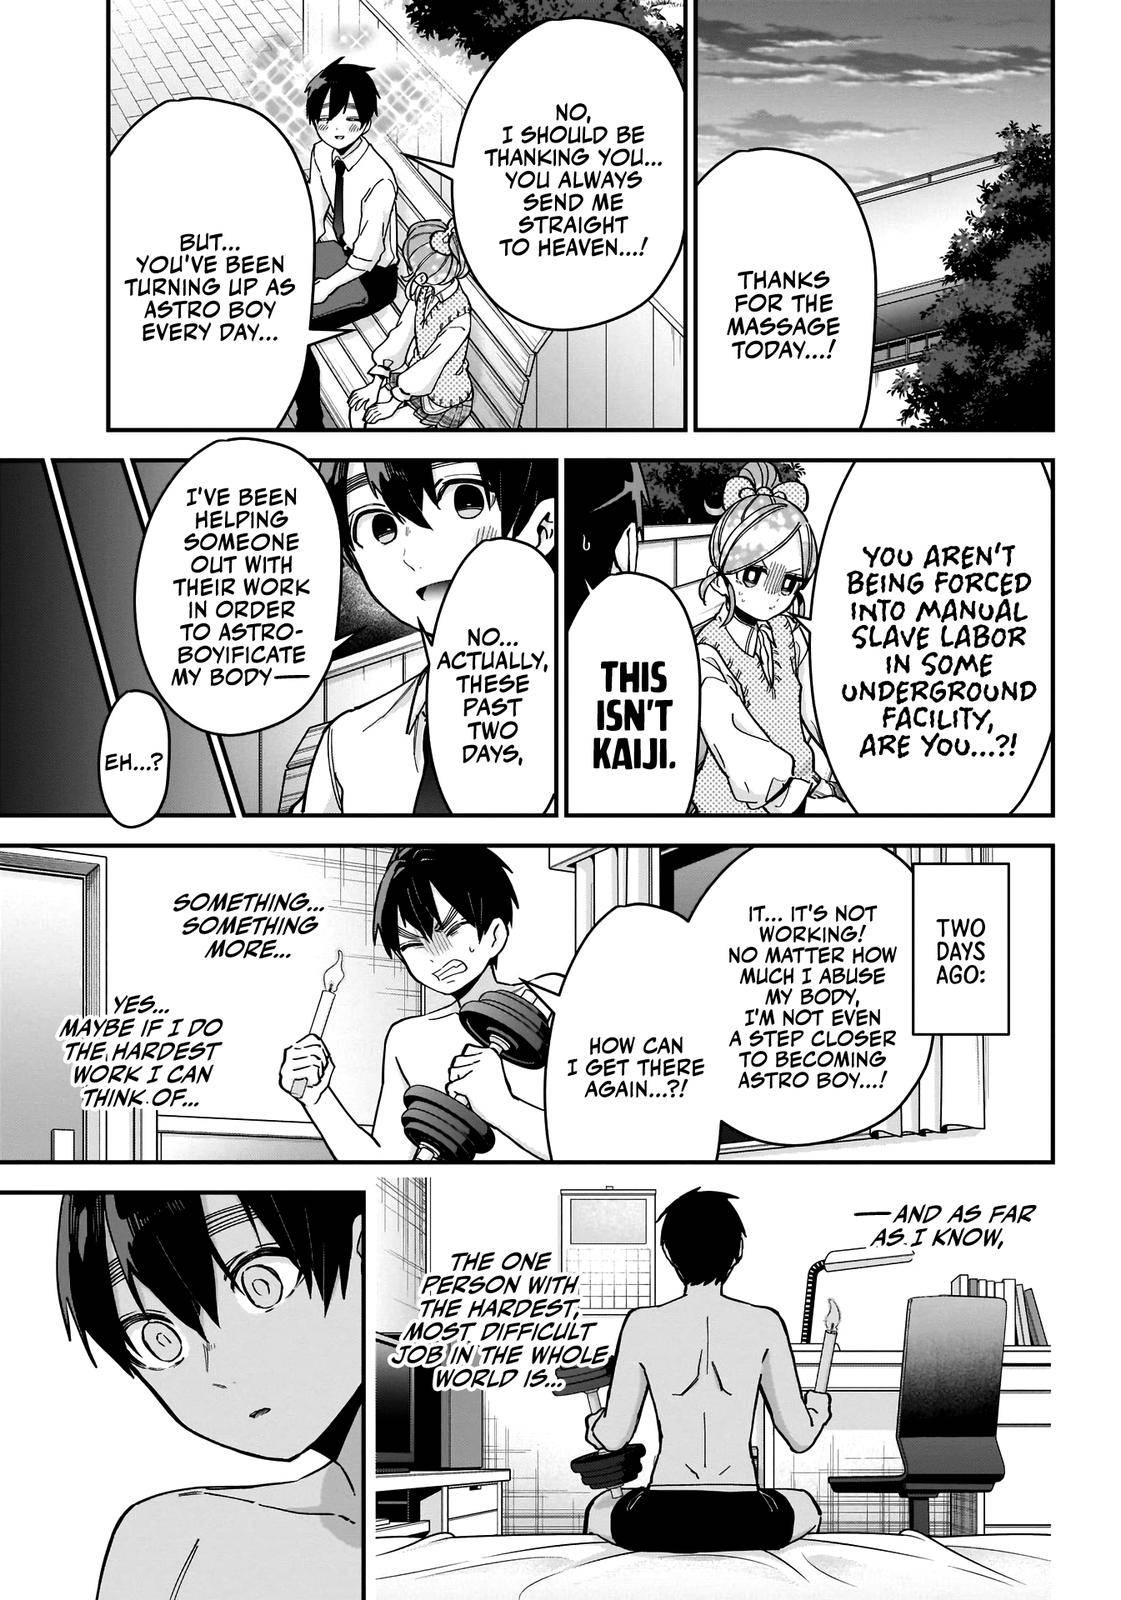 THANKS
FOR THE
MASSAGE
TODAY...!
NO,
I SHOULD BE
THANKING YOU...
YOU ALWAYS
SEND ME
STRAIGHT
TO HEAVEN...!
BUT...
YOU'VE BEEN
TURNING UP AS
ASTRO BOY
EVERY DAY...
YOU AREN'T
BEING FORCED
INTO MANUAL
SLAVE LABOR
IN SOME
UNDERGROUND
FACILITY,
ARE YOU...?!
THIS
ISN'T
KAIJI.
NO...
ACTUALLY,
THESE
PAST
TWO
DAYS,
I'VE BEEN
HELPING
SOMEONE
OUT WITH
THEIR WORK
IN ORDER
TO ASTRO-
BOYIFICATE
MY BODY—
EH...?
TWO
DAYS
AGO:
IT... IT'S NOT
WORKING!
NO MATTER HOW
MUCH I ABUSE
MY BODY,
I'M NOT EVEN
A STEP CLOSER
TO BECOMING
ASTRO BOY...!
HOW CAN
I GET THERE
AGAIN...?!
SOMETHING...
SOMETHING
MORE...
YES...
MAYBE IF I DO
THE HARDEST
WORK I CAN
THINK OF...
—AND AS FAR
AS I KNOW,
THE ONE
PERSON WITH
THE HARDEST,
MOST DIFFICULT
JOB IN THE WHOLE
WORLD IS...